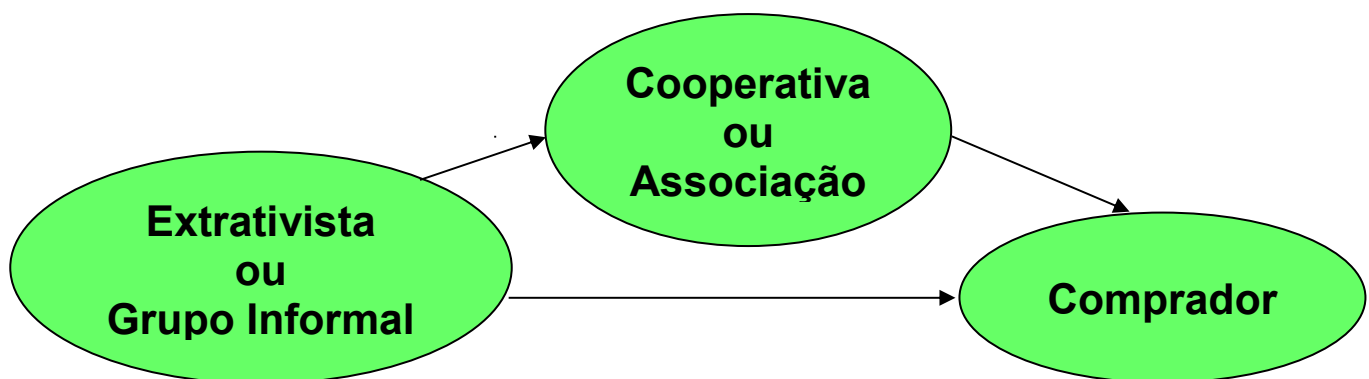 Cooperativa
ou
Associação
Extrativista
ou
Grupo Informal
Comprador